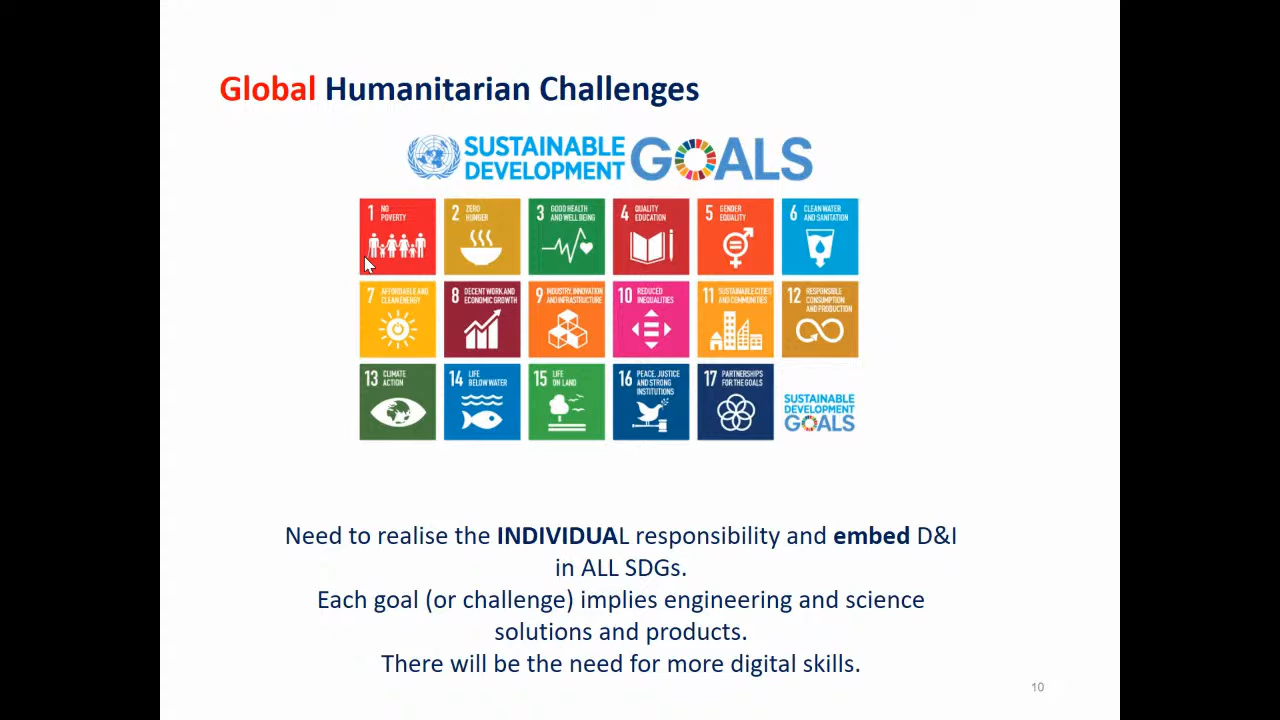 Global Humanitarian Challenges
SUSTAINABLE
DEVELOPMENT
GOALS
1 NO
POVERTY
2 ZERO
HUNGER
3 GOOD HEALTH
AND WELL BEING
4 QUALITY
EDUCATION
5 GENDER
EQUALITY
6 CLEAN WATER
AND SANITATION
7 AFFORDABLE AND
CLEAN ENERGY
8 DECENT WORK AND
ECONOMIC GROWTH
9 INDUSTRY, INNOVATION
AND INFRASTRUCTURE
10 REDUCED
INEQUALITIES
11 SUSTAINABLE CITIES
AND COMMUNITIES
12 RESPONSIBLE
CONSUMPTION
AND PRODUCTION
13 CLIMATE
ACTION
14 LIFE
BELOW WATER
15 LIFE
ON LAND
16 PEACE, JUSTICE
AND STRONG
INSTITUTIONS
17 PARTNERSHIPS
FOR THE GOALS
SUSTAINABLE
DEVELOPMENT
GOALS
Need to realise the INDIVIDUAL responsibility and embed D&I
in ALL SDGs.
Each goal (or challenge) implies engineering and science
solutions and products.
There will be the need for more digital skills.
10